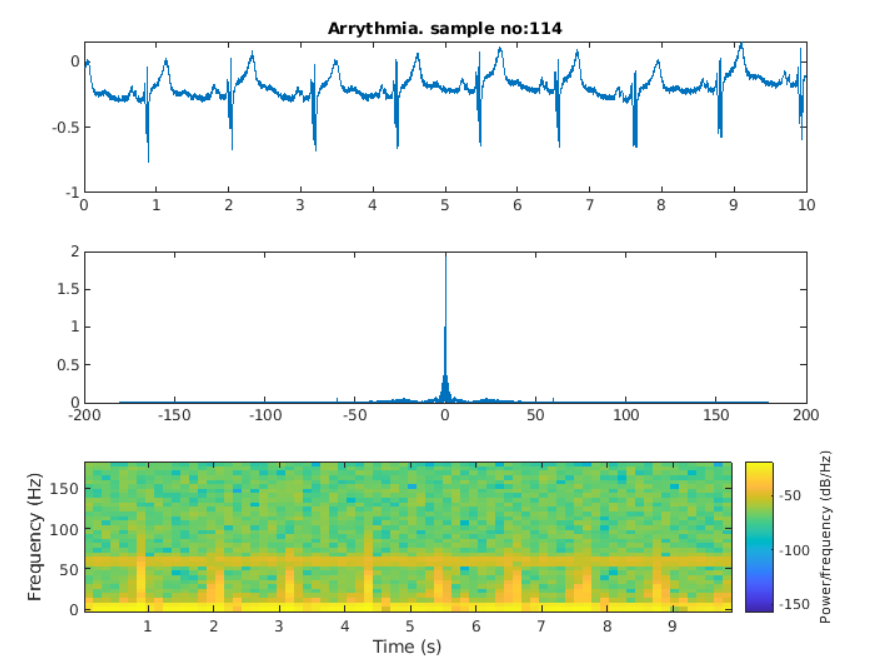 Arrythmia. sample no:114
0
-0.5
-1
0 1 2 3 4 5 6 7 8 9 10
2
1.5
1
0.5
0
-200 -150 -100 -50 0 50 100 150 200
Frequency (Hz)
150
100
50
0
1 2 3 4 5 6 7 8 9
Time (s)
-50
-100
-150
Power/frequency (dB/Hz)